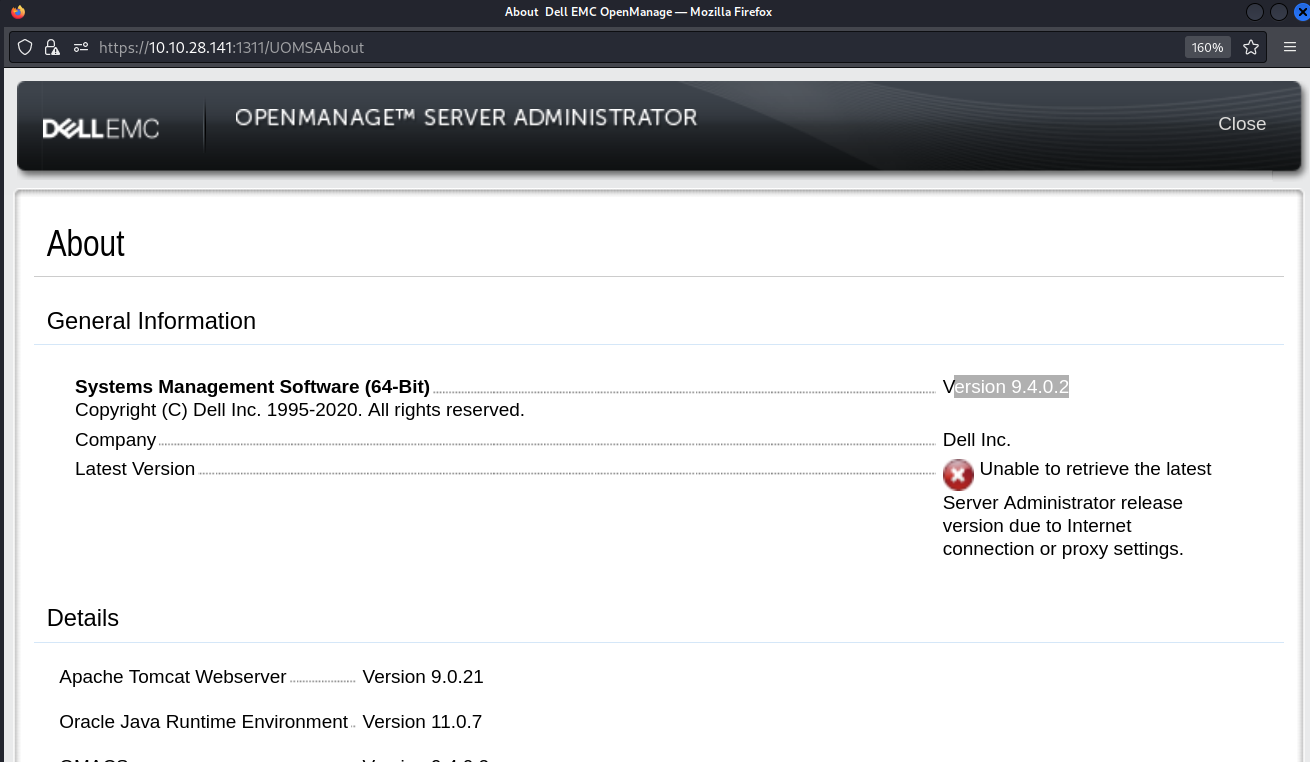 About Dell EMC OpenManage — Mozilla Firefox
https://10.10.28.141:1311/UOMSAAbout
160%
DELLEMC
OPENMANAGE™ SERVER ADMINISTRATOR
Close
About
General Information
Systems Management Software (64-Bit) Version 9.4.0.2
Copyright (C) Dell Inc. 1995-2020. All rights reserved.
Company Dell Inc.
Latest Version Unable to retrieve the latest
Server Administrator release
version due to Internet
connection or proxy settings.
Details
Apache Tomcat Webserver Version 9.0.21
Oracle Java Runtime Environment Version 11.0.7